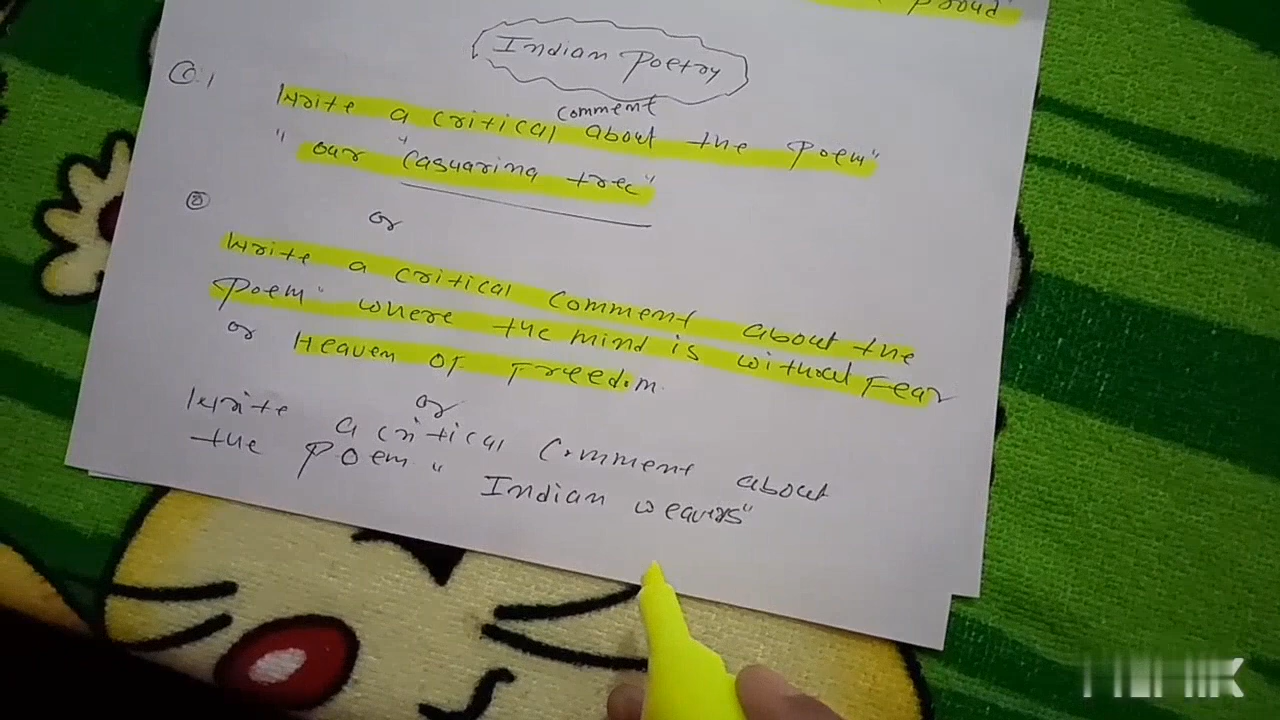 Proud"
Indian Poetry
Q.1
comment
Write a critical about the Poem"
" our "Casuarina tree"
or
Write a critical comment about the
Poem" where the mind is without Fear
or Heaven of Freedom.
or
Write a critical Comment about
the Poem " Indian weavers"